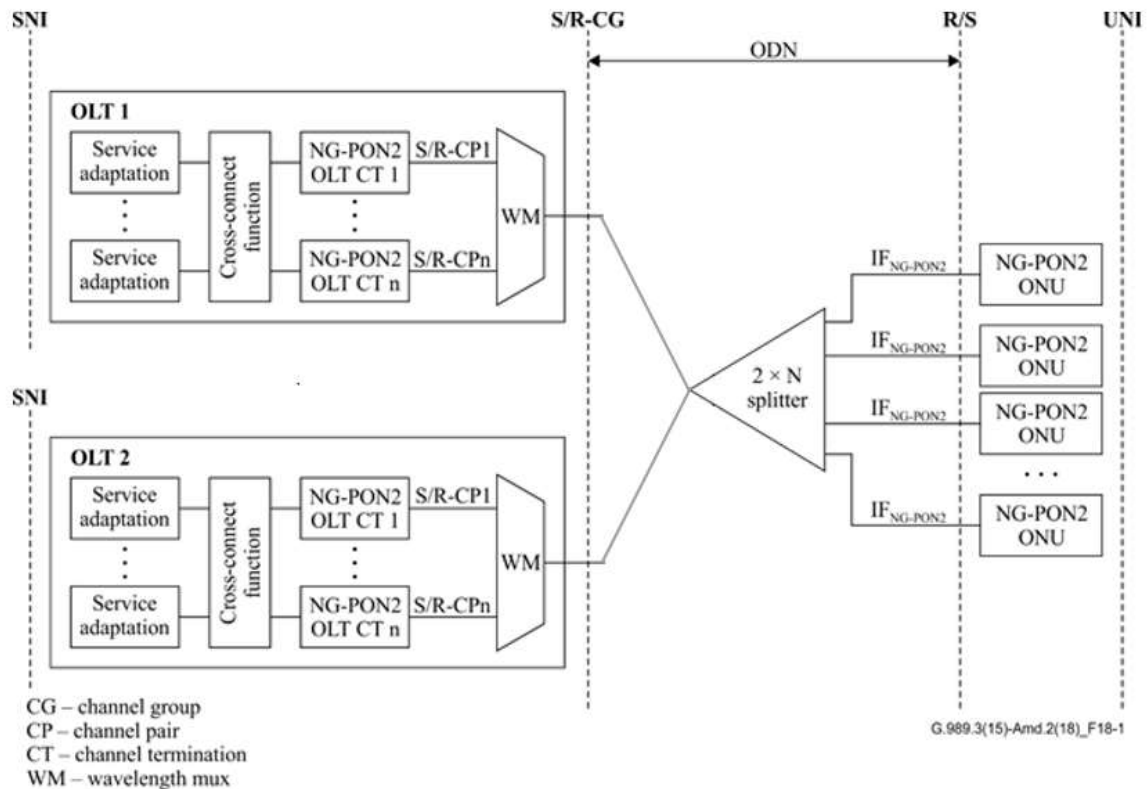 SNI
S/R-CG
R/S
UNI
ODN
OLT 1
Service
adaptation
Cross-connect
function
NG-PON2
OLT CT 1
S/R-CP1
WM
Service
adaptation
NG-PON2
OLT CT n
S/R-CPn
IFNG-PON2
NG-PON2
ONU
IFNG-PON2
NG-PON2
ONU
2 × N
splitter
IFNG-PON2
NG-PON2
ONU
IFNG-PON2
NG-PON2
ONU
SNI
OLT 2
Service
adaptation
Cross-connect
function
NG-PON2
OLT CT 1
S/R-CP1
WM
Service
adaptation
NG-PON2
OLT CT n
S/R-CPn
CG – channel group
CP – channel pair
CT – channel termination
WM – wavelength mux
G.989.3(15)-Amd.2(18)_F18-1